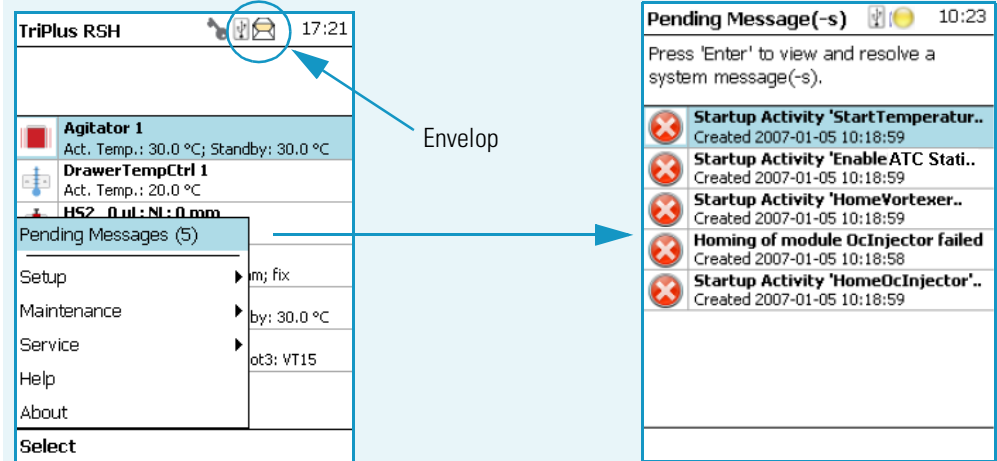 TriPlus RSH 17:21
Agitator 1
Act. Temp.: 30.0 °C; Standby: 30.0 °C
DrawerTempCtrl 1
Act. Temp.: 20.0 °C
HS2 0 ul; NL: 0 mm
Pending Messages (5)
Setup
m; fix
Maintenance
by: 30.0 °C
Service
ot3: VT15
Help
About
Select
Envelop
Pending Message(-s) 10:23
Press 'Enter' to view and resolve a
system message(-s).
Startup Activity 'StartTemperatur..
Created 2007-01-05 10:18:59
Startup Activity 'EnableATC Stati..
Created 2007-01-05 10:18:59
Startup Activity 'HomeVortexer..
Created 2007-01-05 10:18:59
Homing of module OcInjector failed
Created 2007-01-05 10:18:58
Startup Activity 'HomeOcInjector'..
Created 2007-01-05 10:18:59